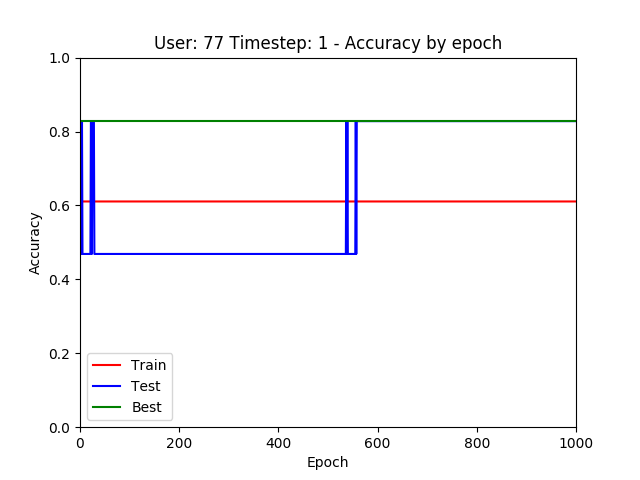 User: 77 Timestep: 1 - Accuracy by epoch
1.0
0.8
0.6
0.4
0.2
0.0
Accuracy
Train
Test
Best
0 200 400 600 800 1000
Epoch